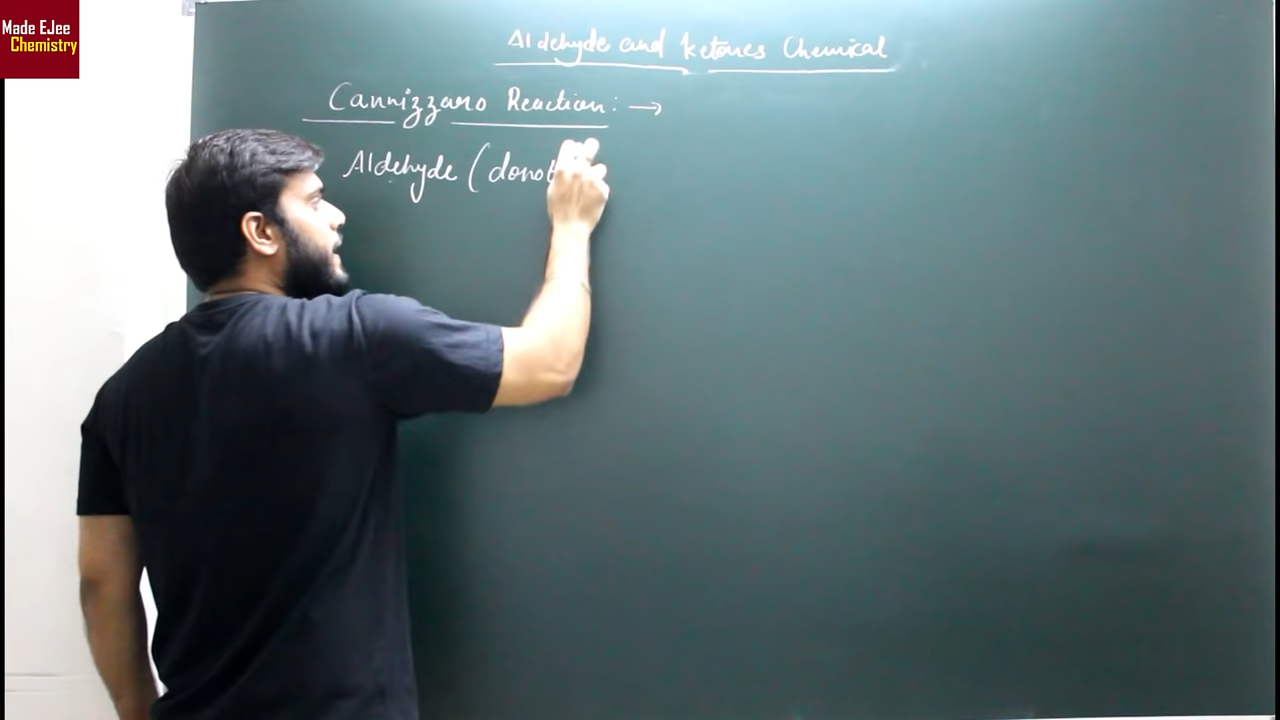 Made EJee
Chemistry
Aldehyde and Ketones Chemical
Cannizzaro Reaction: →
Aldehyde (donot